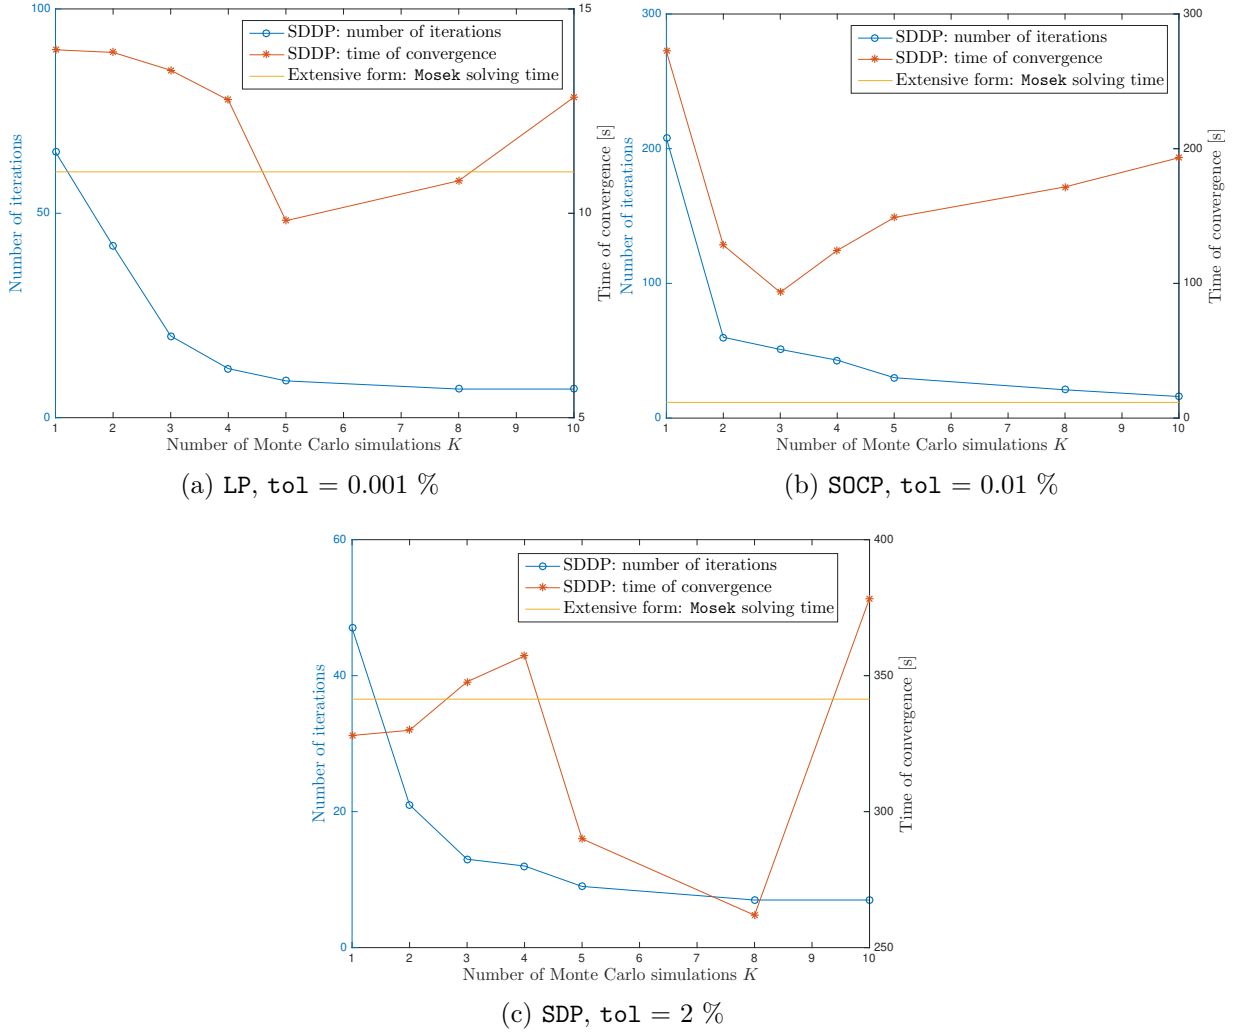 100
50
0
15
10
5
SDDP: number of iterations
SDDP: time of convergence
Extensive form: Mosek solving time
Number of iterations
Time of convergence [s]
1 2 3 4 5 6 7 8 9 10
Number of Monte Carlo simulations K
(a) LP, tol = 0.001 %
300
200
100
0
300
200
100
0
SDDP: number of iterations
SDDP: time of convergence
Extensive form: Mosek solving time
Number of iterations
Time of convergence [s]
1 2 3 4 5 6 7 8 9 10
Number of Monte Carlo simulations K
(b) SOCP, tol = 0.01 %
60
40
20
0
400
350
300
250
SDDP: number of iterations
SDDP: time of convergence
Extensive form: Mosek solving time
Number of iterations
Time of convergence [s]
1 2 3 4 5 6 7 8 9 10
Number of Monte Carlo simulations K
(c) SDP, tol = 2 %